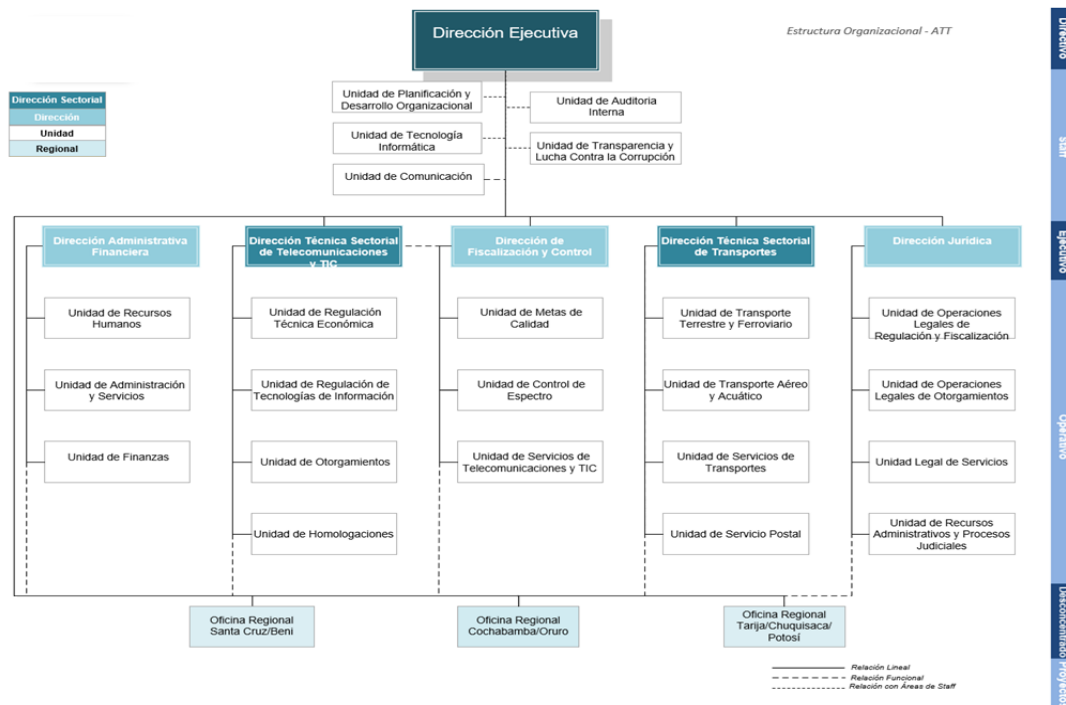 Dirección Ejecutiva
Estructura Organizacional - ATT
Directivo
Unidad de Planificación y
Desarrollo Organizacional
Unidad de Auditoria
Interna
Dirección Sectorial
Dirección
Unidad
Regional
Unidad de Tecnología
Informática
Unidad de Transparencia y
Lucha Contra la Corrupción
Staff
Unidad de Comunicación
Dirección Administrativa
Financiera
Dirección Técnica Sectorial
de Telecomunicaciones
y TIC
Dirección de
Fiscalización y Control
Dirección Técnica Sectorial
de Transportes
Dirección Jurídica
Ejecutivo
Unidad de Recursos
Humanos
Unidad de Regulación
Técnica Económica
Unidad de Metas de
Calidad
Unidad de Transporte
Terrestre y Ferroviario
Unidad de Operaciones
Legales de
Regulación y Fiscalización
Unidad de Administración
y Servicios
Unidad de Regulación de
Tecnologías de Información
Unidad de Control de
Espectro
Unidad de Transporte Aéreo
y Acuático
Unidad de Operaciones
Legales de Otorgamientos
Operativo
Unidad de Finanzas
Unidad de Otorgamientos
Unidad de Servicios de
Telecomunicaciones y TIC
Unidad de Servicios de
Transportes
Unidad Legal de Servicios
Unidad de Homologaciones
Unidad de Servicio Postal
Unidad de Recursos
Administrativos y Procesos
Judiciales
Oficina Regional
Santa Cruz/Beni
Oficina Regional
Cochabamba/Oruro
Oficina Regional
Tarija/Chuquisaca/
Potosí
Desconcentrado
Proyectos
Relación Lineal
Relación Funcional
Relación con Áreas de Staff